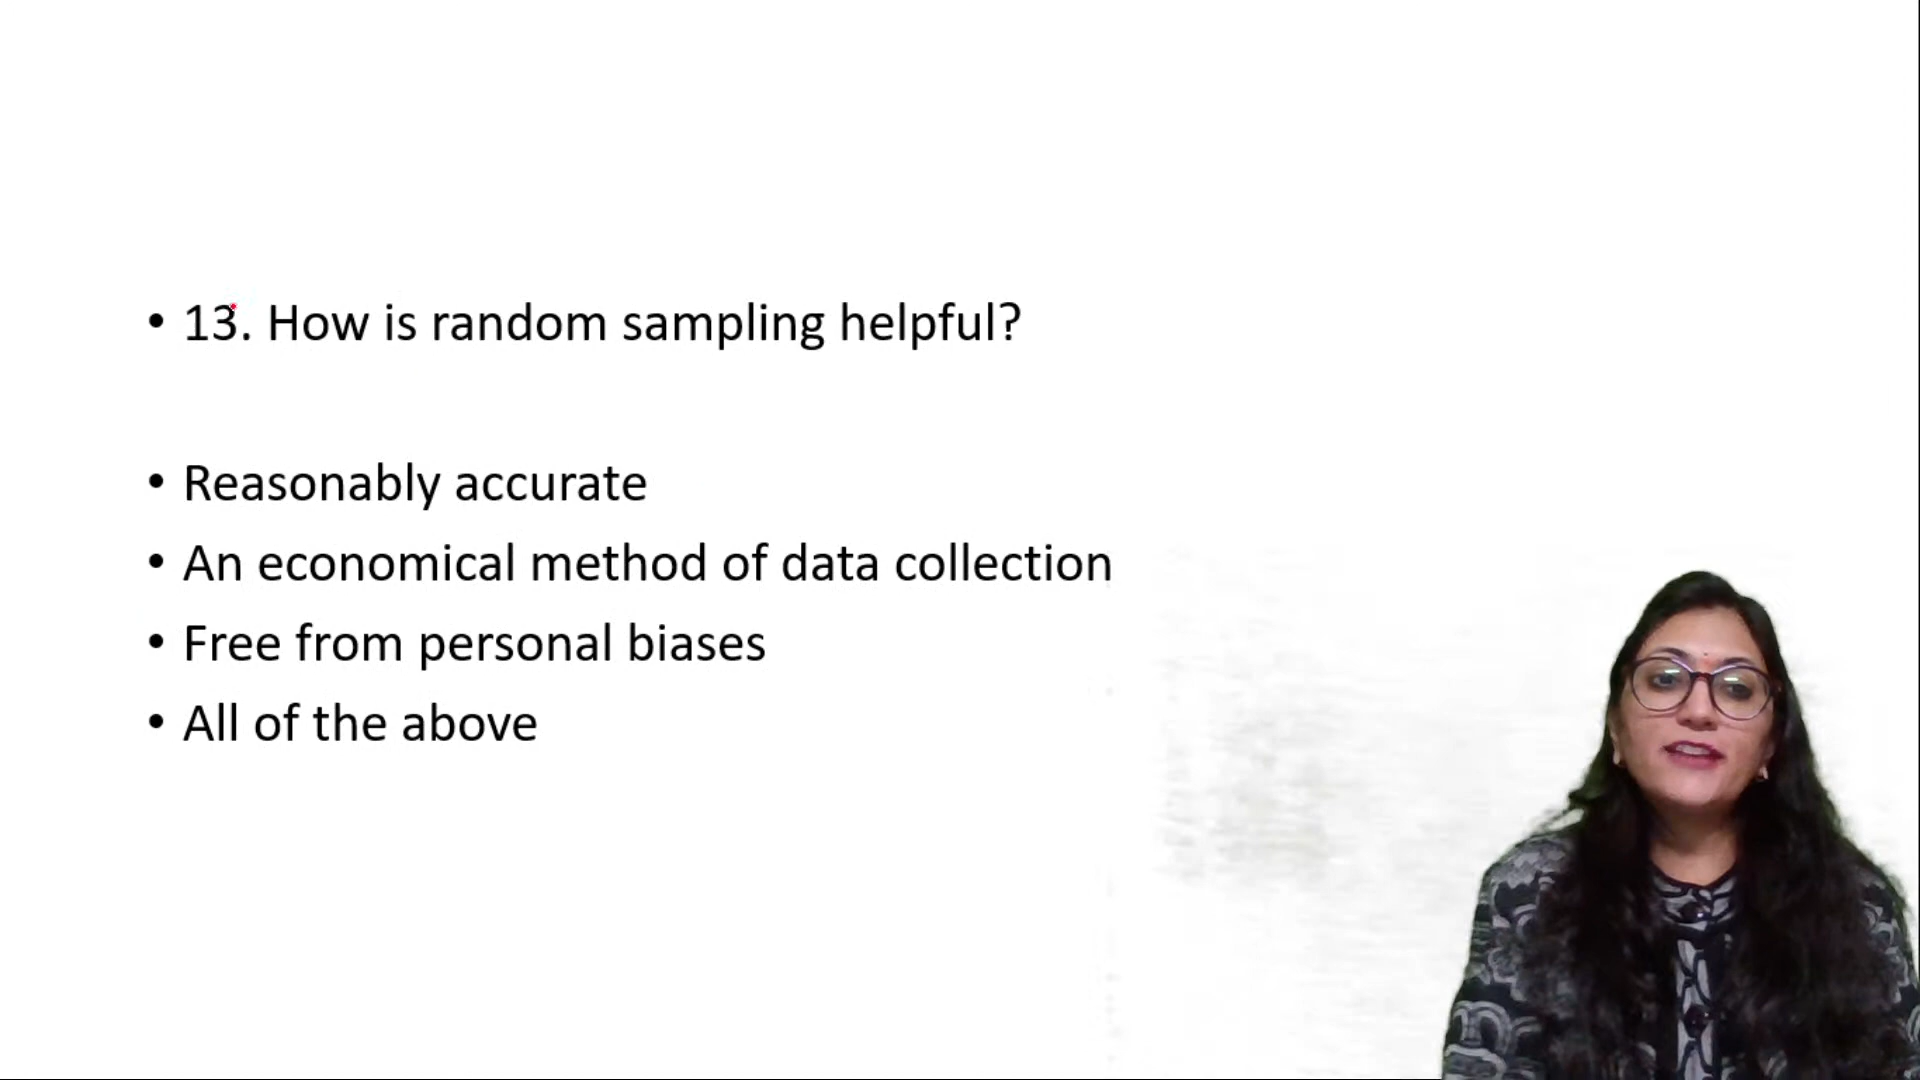 • 13. How is random sampling helpful?
• Reasonably accurate
• An economical method of data collection
• Free from personal biases
• All of the above